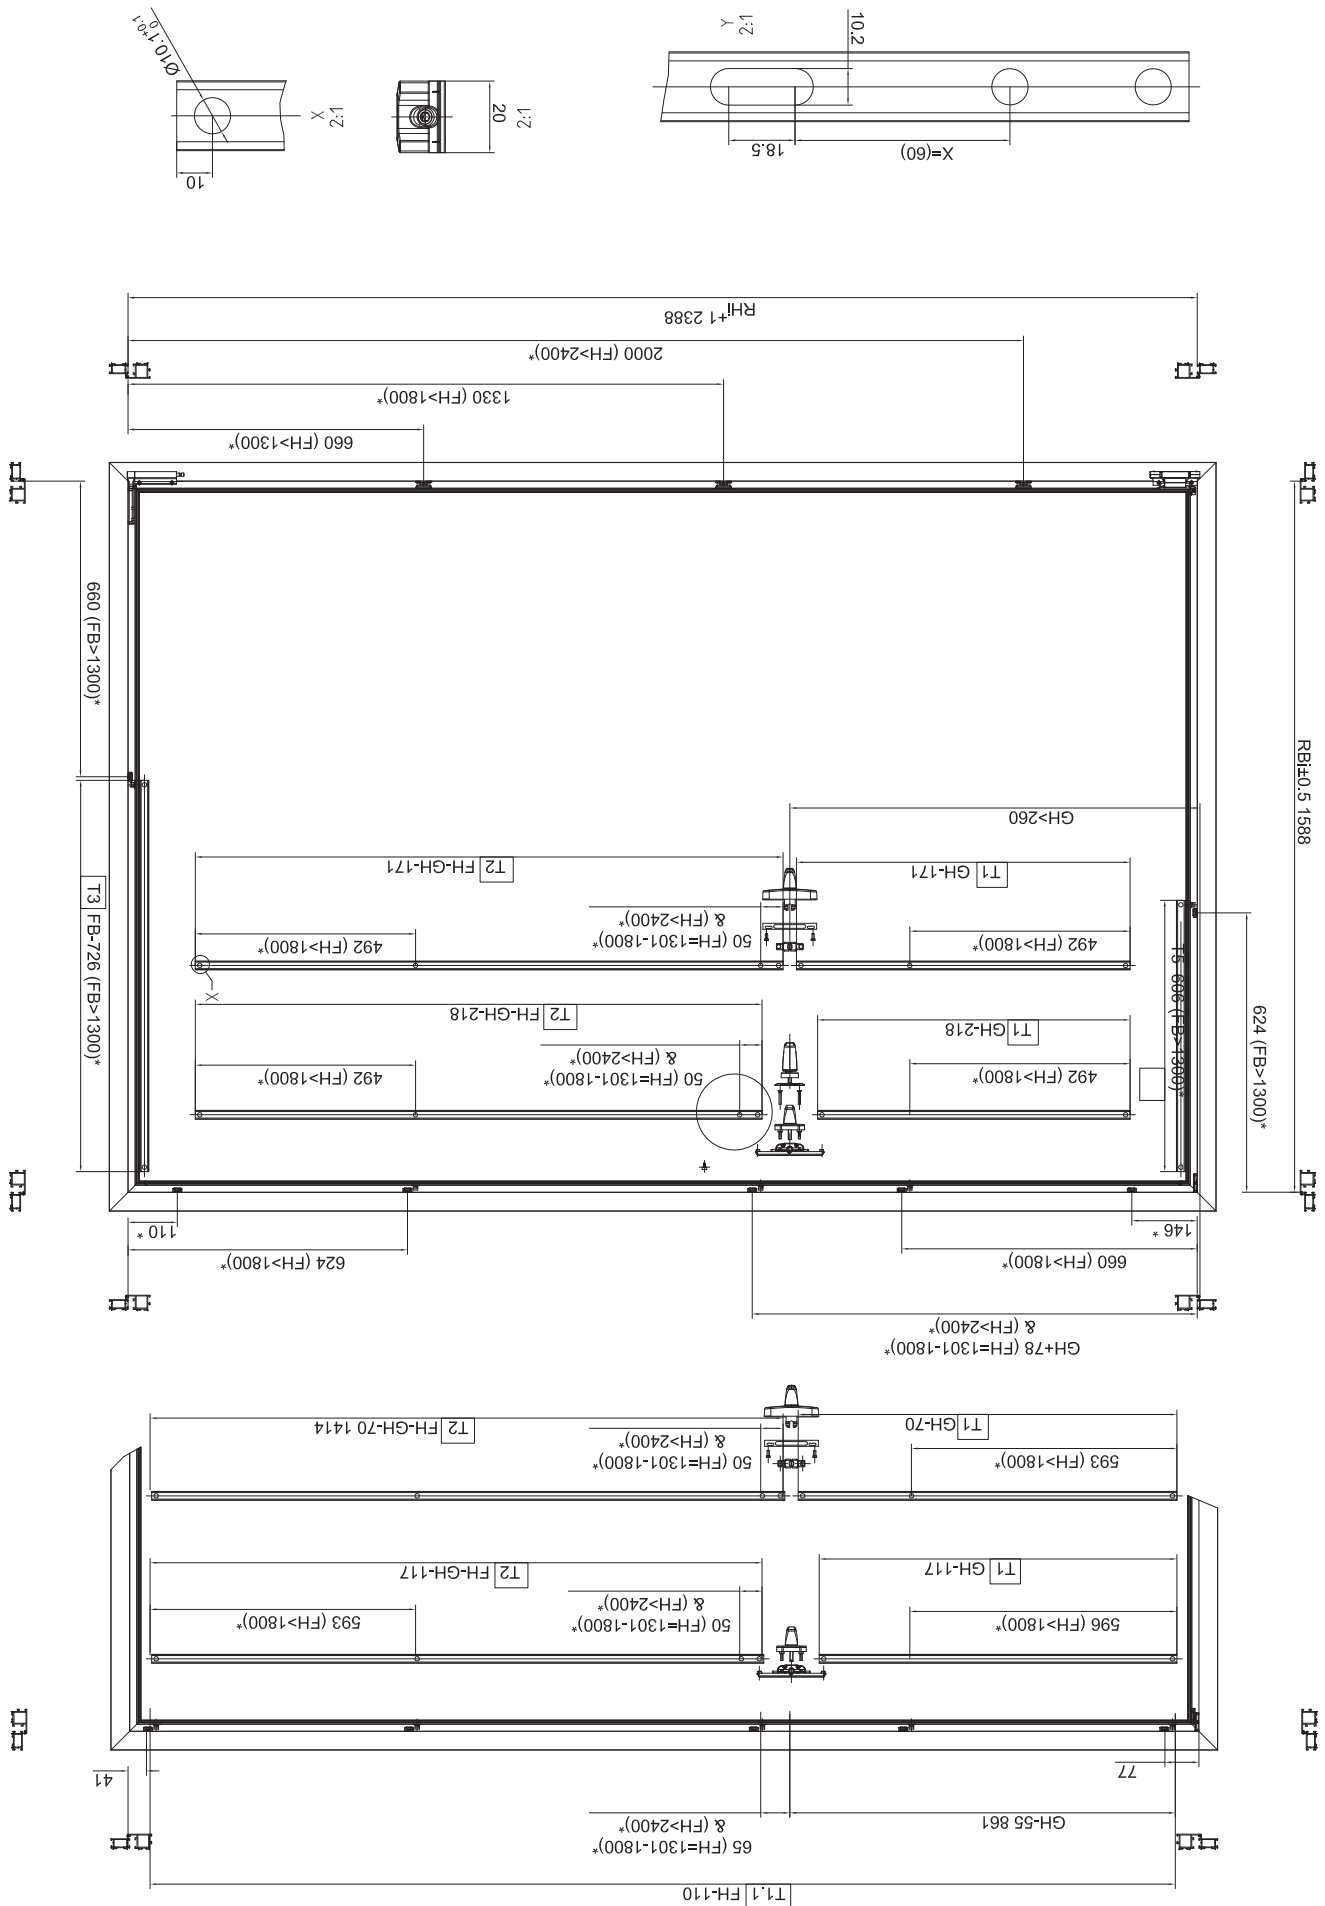 Ø10.1+0.1 0
10
X
2:1
20
2:1
Y
2:1
10.2
18.5
X=(60)
RHi +1 2388
2000 (FH>2400)*
1330 (FH>1800)*
660 (FH>1300)*
660 (FB>1300)*
T3 FB-726 (FB>1300)*
RBi±0.5 1588
GH>260
T2 FH-GH-171
T1 GH-171
50 (FH=1301-1800)*
& (FH>2400)*
492 (FH>1800)*
492 (FH>1800)*
X
T2 FH-GH-218
T1 GH-218
50 (FH=1301-1800)*
& (FH>2400)*
492 (FH>1800)*
492 (FH>1800)*
T5 606 (FB>1300)*
624 (FB>1300)*
110 *
624 (FH>1800)*
146 *
660 (FH>1800)*
GH+78 (FH=1301-1800)*
& (FH>2400)*
T2 FH-GH-70 1414
T1 GH-70
50 (FH=1301-1800)*
& (FH>2400)*
593 (FH>1800)*
T2 FH-GH-117
T1 GH-117
50 (FH=1301-1800)*
& (FH>2400)*
593 (FH>1800)*
596 (FH>1800)*
41
77
65 (FH=1301-1800)*
& (FH>2400)*
GH-55 861
T1.1 FH-110